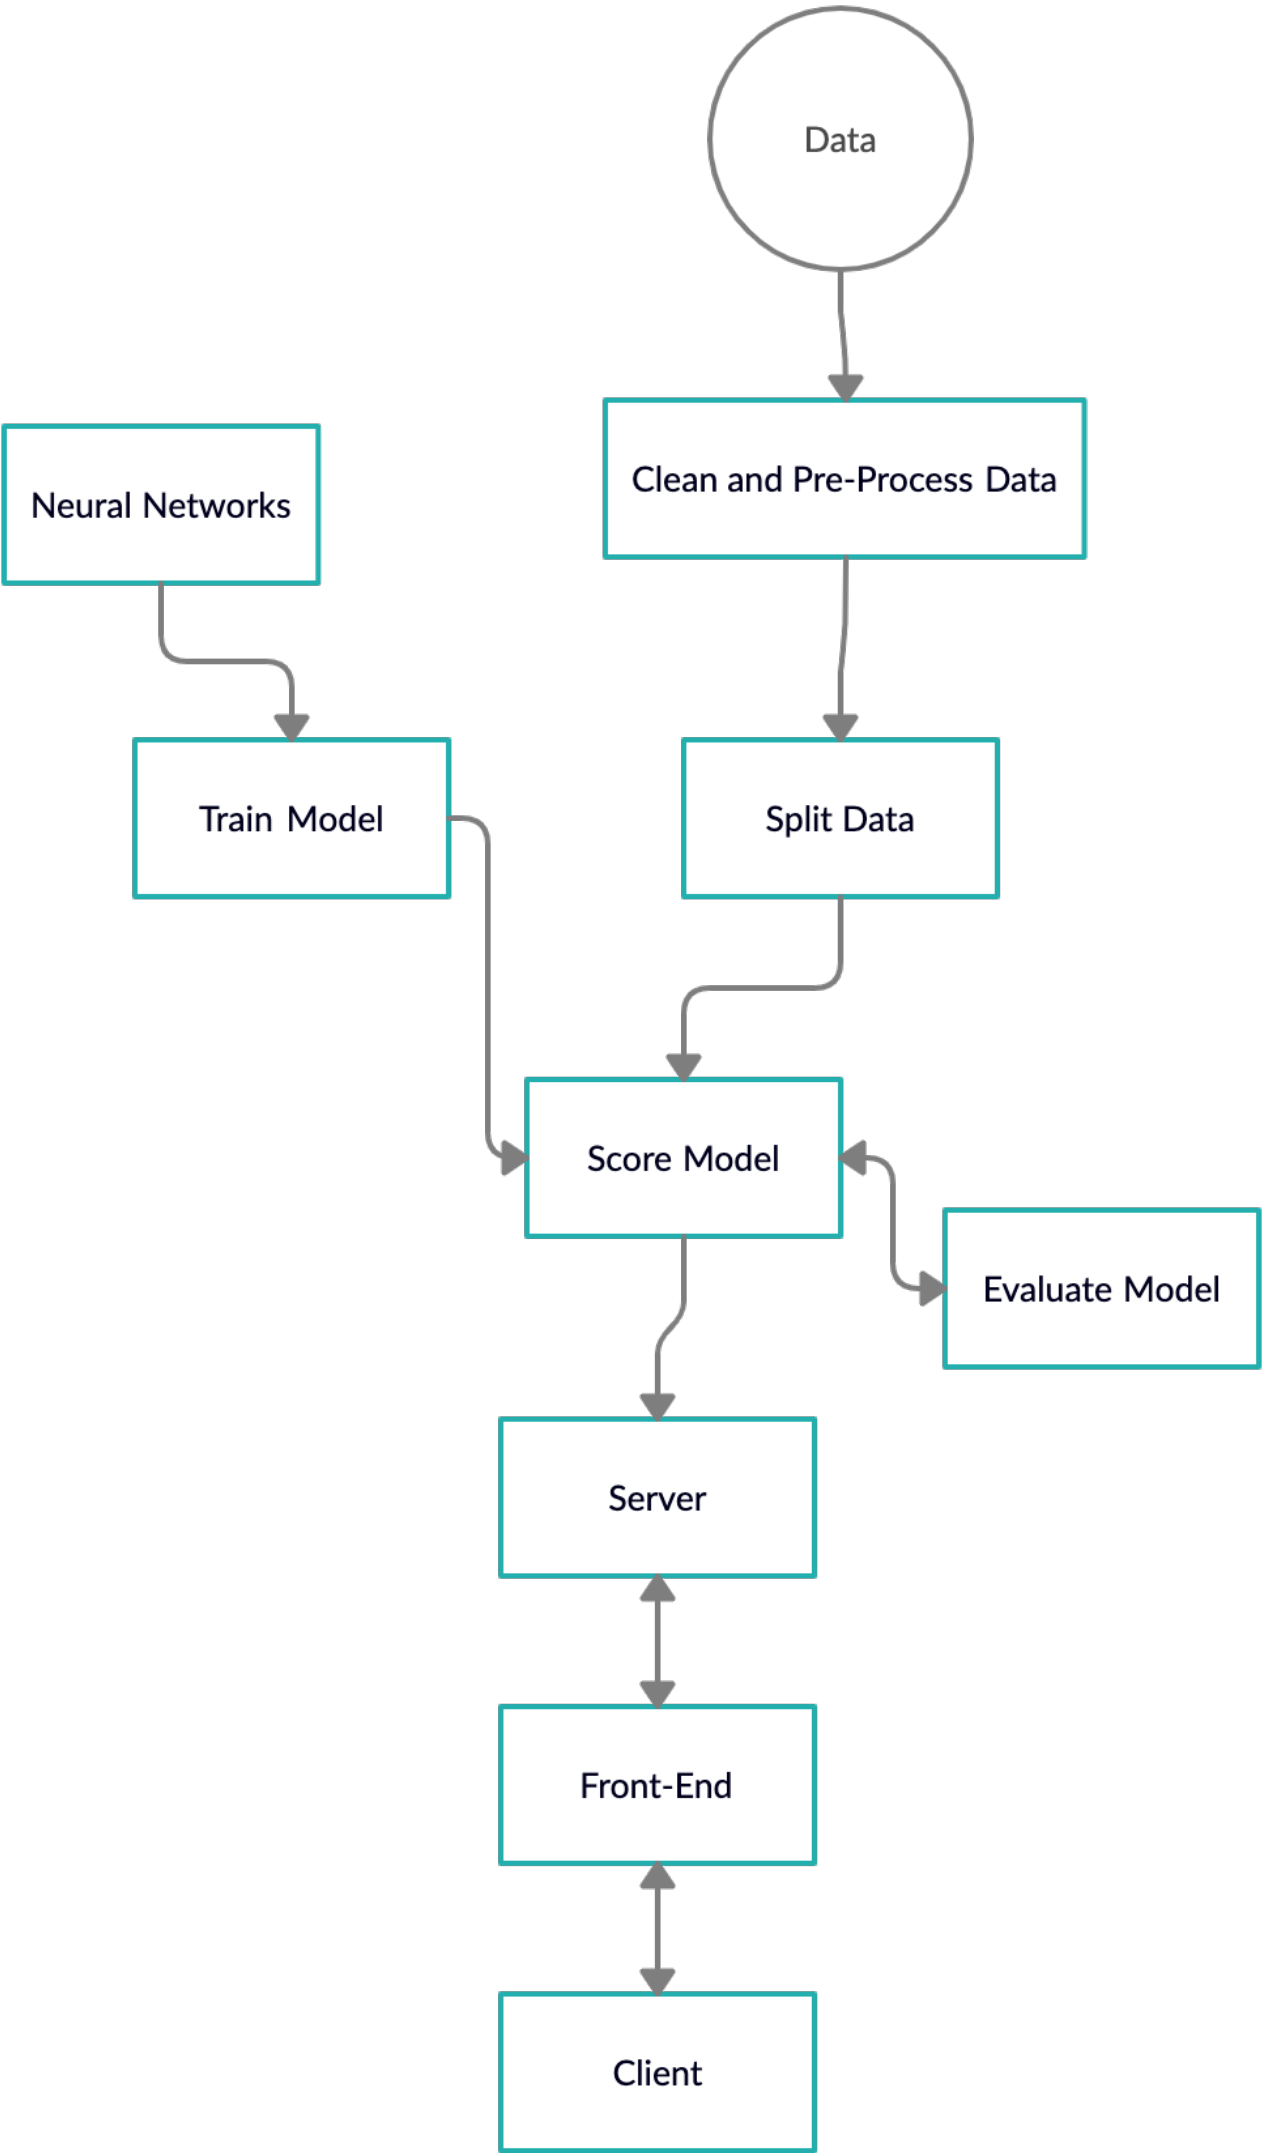 Data
Clean and Pre-Process Data
Neural Networks
Train Model
Split Data
Score Model
Evaluate Model
Server
Front-End
Client